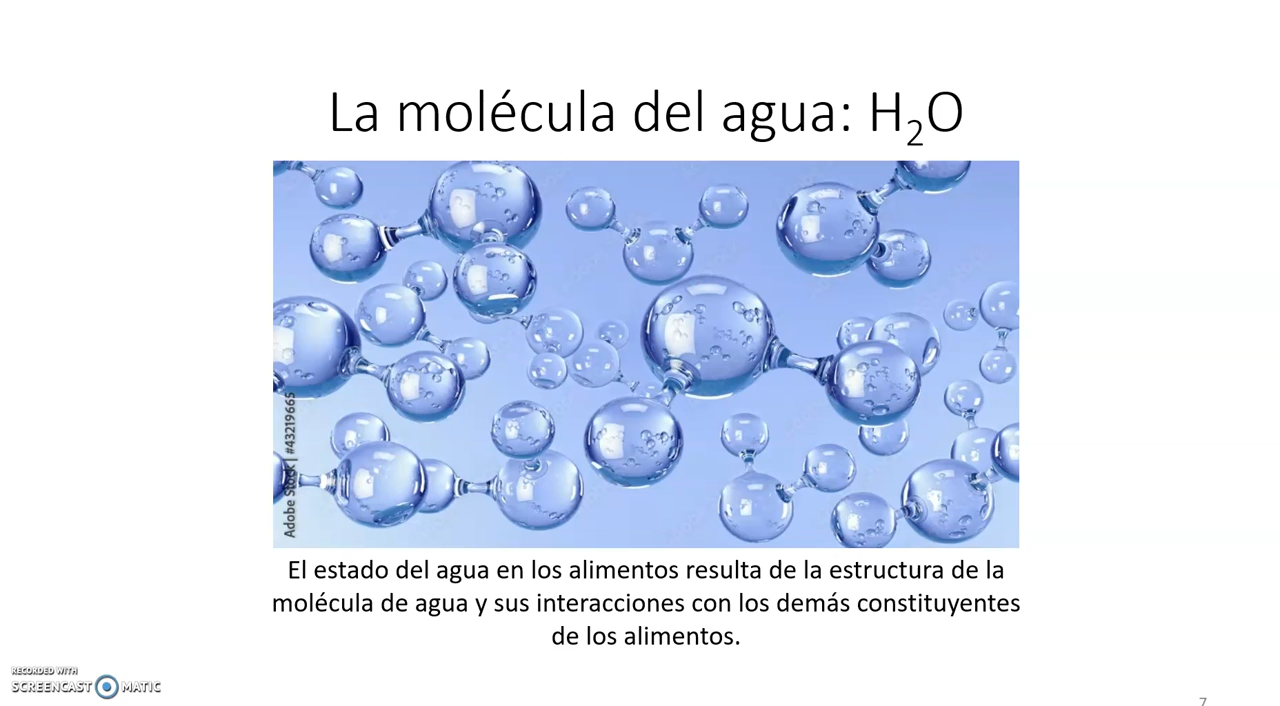 La molécula del agua: H₂O
Adobe Stock | #43219665
El estado del agua en los alimentos resulta de la estructura de la
molécula de agua y sus interacciones con los demás constituyentes
de los alimentos.
RECORDED WITH
SCREENCAST MATIC
7